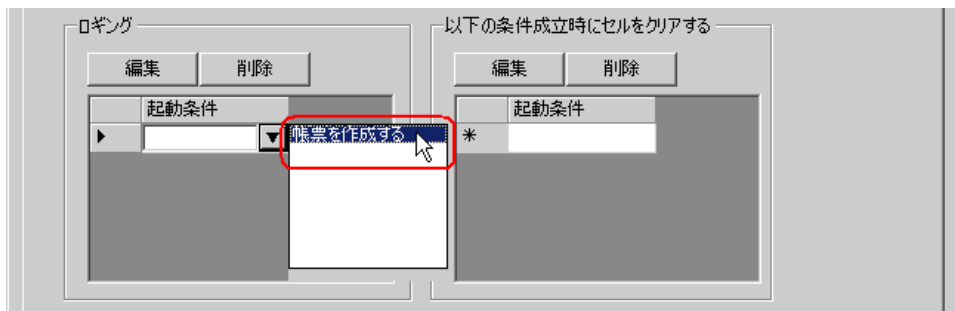 ロギング
編集
削除
起動条件
帳票を作成する
以下の条件成立時にセルをクリアする
編集
削除
起動条件
*